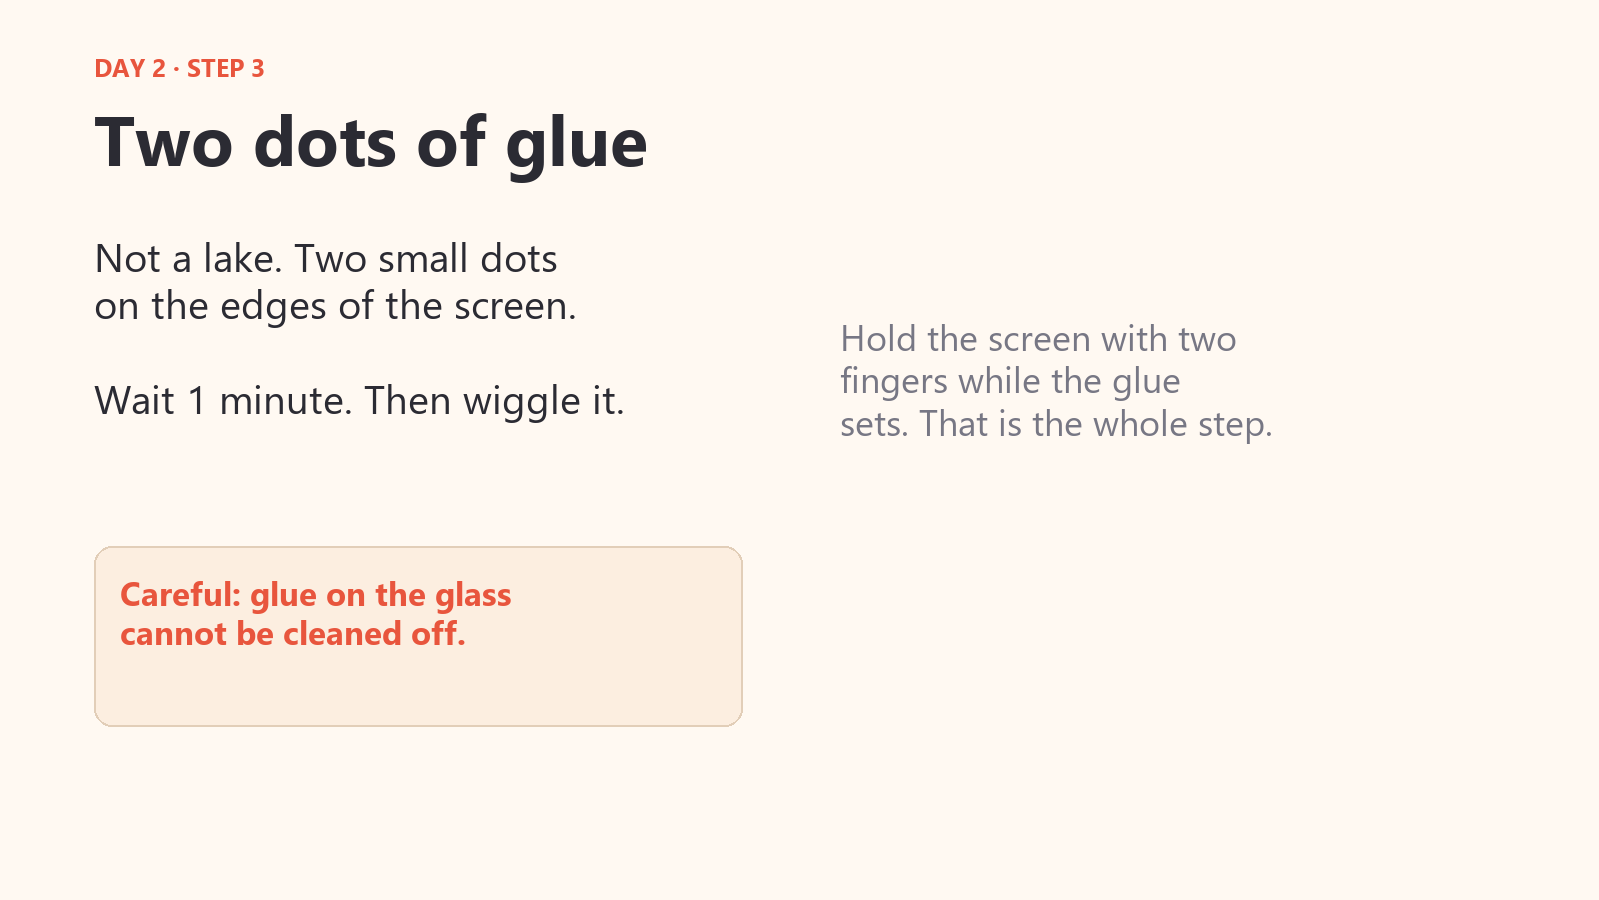 DAY 2 · STEP 3
Two dots of glue
Not a lake. Two small dots
on the edges of the screen.
Wait 1 minute. Then wiggle it.
Hold the screen with two
fingers while the glue
sets. That is the whole step.
Careful: glue on the glass
cannot be cleaned off.